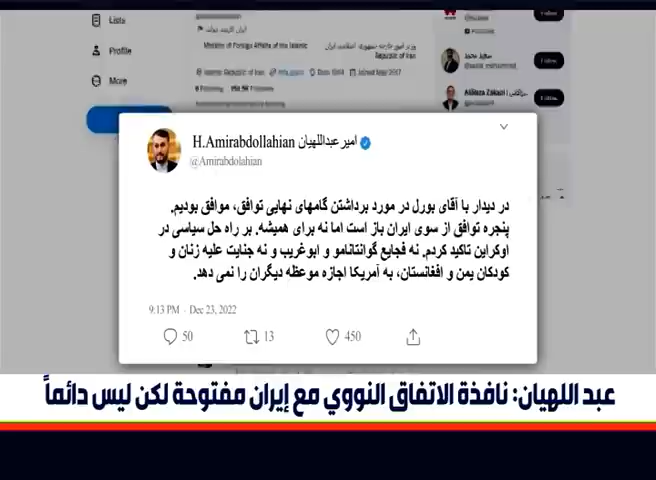 Lists
Profile
More
Minister of Foreign Affairs of the Islamic Republic of Iran
Follow
H.Amirabdollahian امیرعبداللهیان
@Amirabdolahian
در دیدار با آقای بورل در مورد برداشتن گامهای نهایی توافق، موافق بودیم.
پنجره توافق از سوی ایران باز است اما نه برای همیشه. بر راه حل سیاسی در
اوکراین تاکید کردم. نه فجایع گوانتانامو و ابوغریب و نه جنایت علیه زنان و
کودکان یمن و افغانستان، به آمریکا اجازه موعظه دیگران را نمی دهد.
9:13 PM - Dec 23, 2022
50 13 450
عبد اللهيان: نافذة الاتفاق النووي مع إيران مفتوحة لكن ليس دائماً